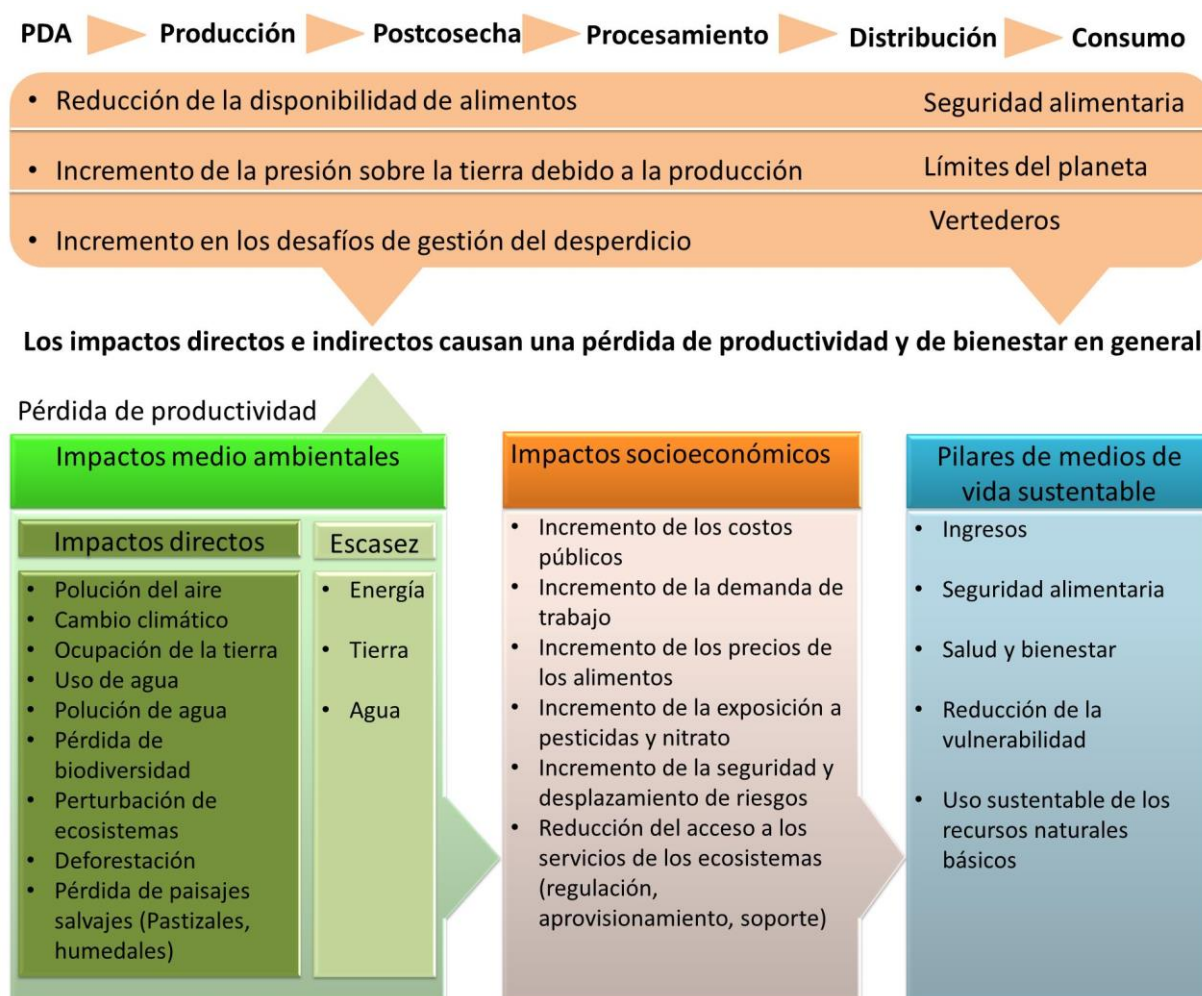 PDA Producción Postcosecha Procesamiento Distribución Consumo
• Reducción de la disponibilidad de alimentos Seguridad alimentaria
• Incremento de la presión sobre la tierra debido a la producción Límites del planeta
• Incremento en los desafíos de gestión del desperdicio Vertederos
Los impactos directos e indirectos causan una pérdida de productividad y de bienestar en general
Pérdida de productividad
Impactos medio ambientales
Impactos directos
• Polución del aire
• Cambio climático
• Ocupación de la tierra
• Uso de agua
• Polución de agua
• Pérdida de
biodiversidad
• Perturbación de
ecosistemas
• Deforestación
• Pérdida de paisajes
salvajes (Pastizales,
humedales)
Escasez
• Energía
• Tierra
• Agua
Impactos socioeconómicos
• Incremento de los costos
públicos
• Incremento de la demanda de
trabajo
• Incremento de los precios de
los alimentos
• Incremento de la exposición a
pesticidas y nitrato
• Incremento de la seguridad y
desplazamiento de riesgos
• Reducción del acceso a los
servicios de los ecosistemas
(regulación,
aprovisionamiento, soporte)
Pilares de medios de
vida sustentable
• Ingresos
• Seguridad alimentaria
• Salud y bienestar
• Reducción de la
vulnerabilidad
• Uso sustentable de los
recursos naturales
básicos